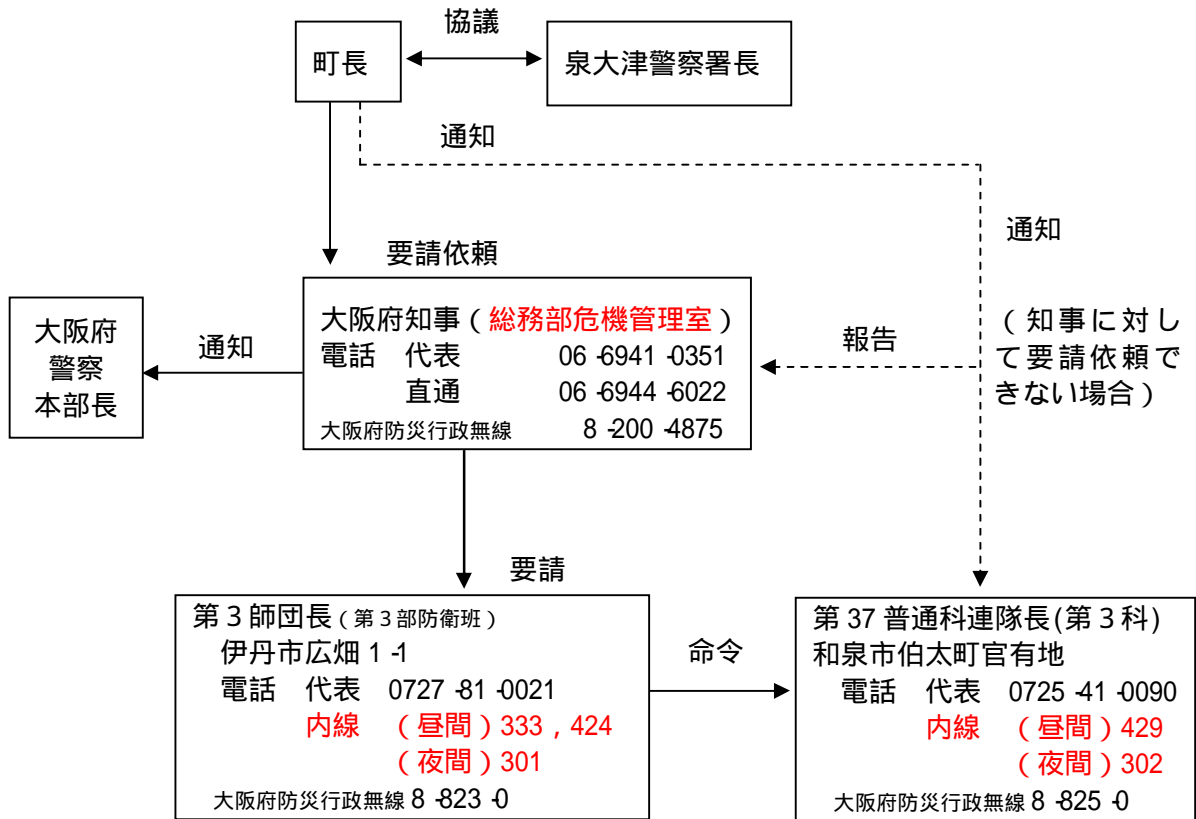 協議
町長
泉大津警察署長
通知
通知
要請依頼
大阪府
警察
本部長
通知
大阪府知事（総務部危機管理室）
電話　代表　06-6941-0351
直通　06-6944-6022
大阪府防災行政無線　8-200-4875
報告
（知事に対し
て要請依頼で
きない場合）
要請
第３師団長（第３部防衛班）
伊丹市広畑 1-1
電話　代表　0727-81-0021
内線　（昼間）333，424
（夜間）301
大阪府防災行政無線 8-823-0
命令
第 37 普通科連隊長(第３科)
和泉市伯太町官有地
電話　代表　0725-41-0090
内線　（昼間）429
（夜間）302
大阪府防災行政無線 8-825-0